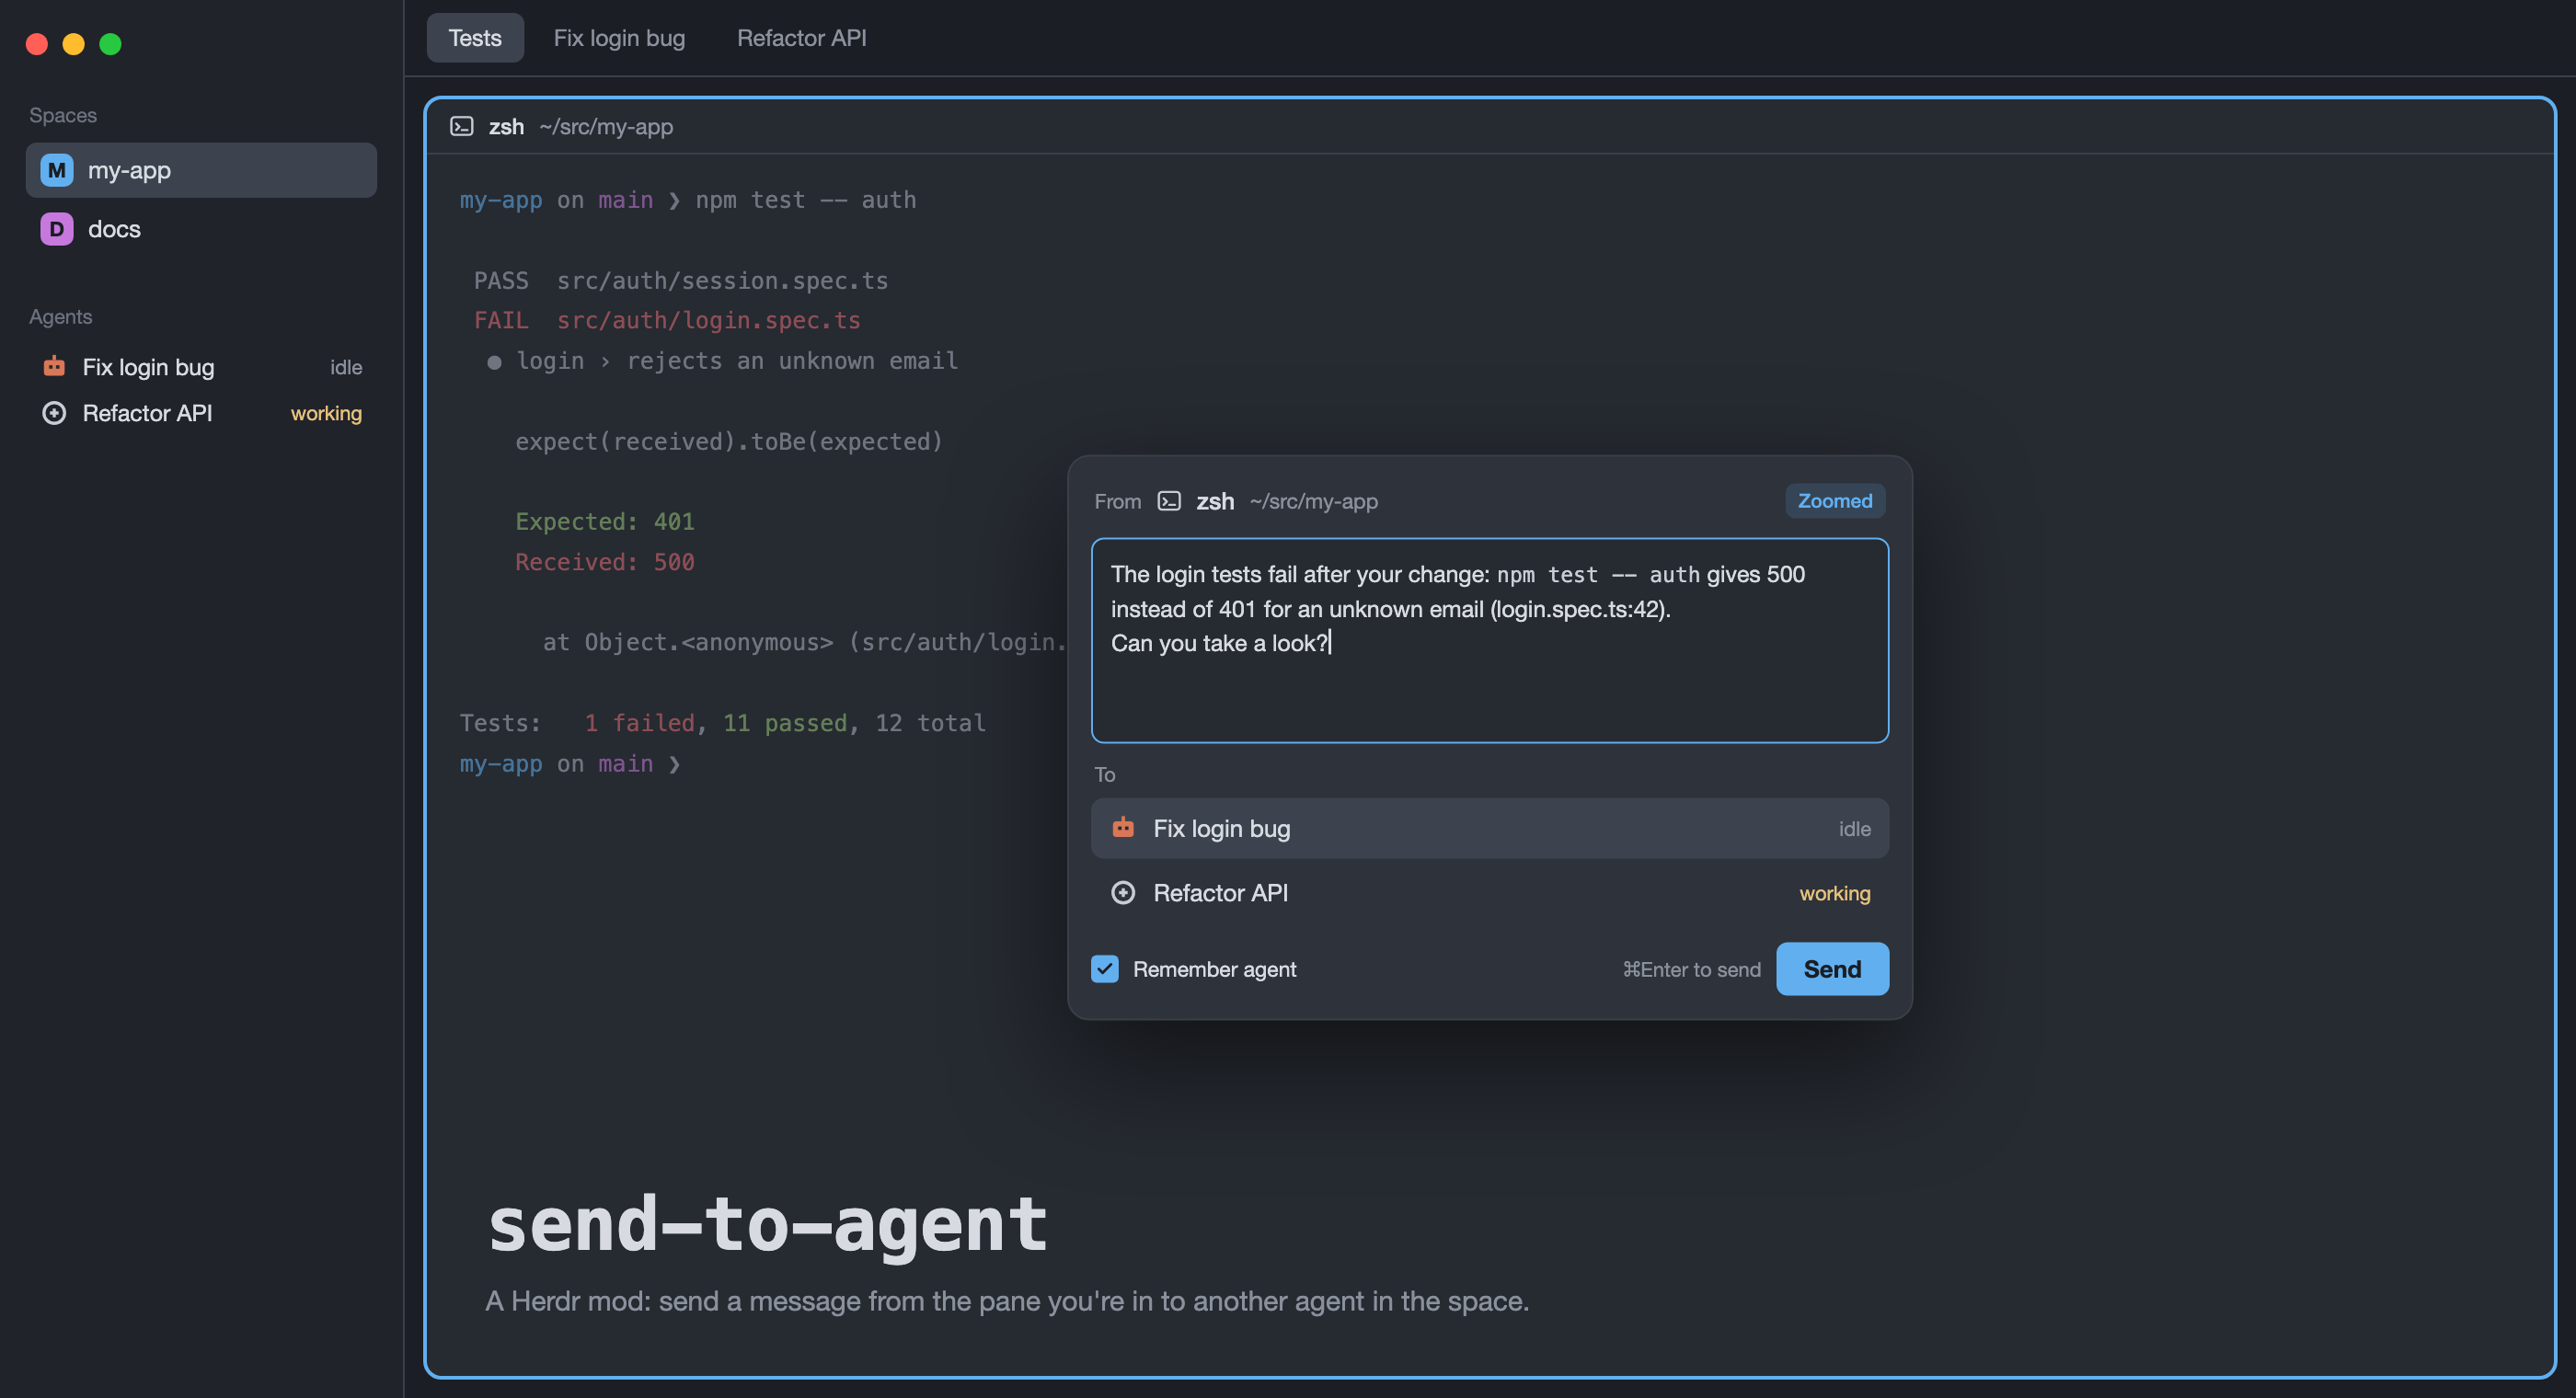 Tests
Fix login bug
Refactor API
Spaces
M my-app
D docs
Agents
Fix login bug idle
Refactor API working
zsh ~/src/my-app
my-app on main ❯ npm test -- auth
PASS src/auth/session.spec.ts
FAIL src/auth/login.spec.ts
● login › rejects an unknown email
expect(received).toBe(expected)
Expected: 401
Received: 500
at Object.<anonymous> (src/auth/login.
Tests: 1 failed, 11 passed, 12 total
my-app on main ❯
From zsh ~/src/my-app Zoomed
The login tests fail after your change: npm test -- auth gives 500
instead of 401 for an unknown email (login.spec.ts:42).
Can you take a look?
To
Fix login bug idle
Refactor API working
Remember agent ⌘Enter to send Send
send-to-agent
A Herdr mod: send a message from the pane you're in to another agent in the space.